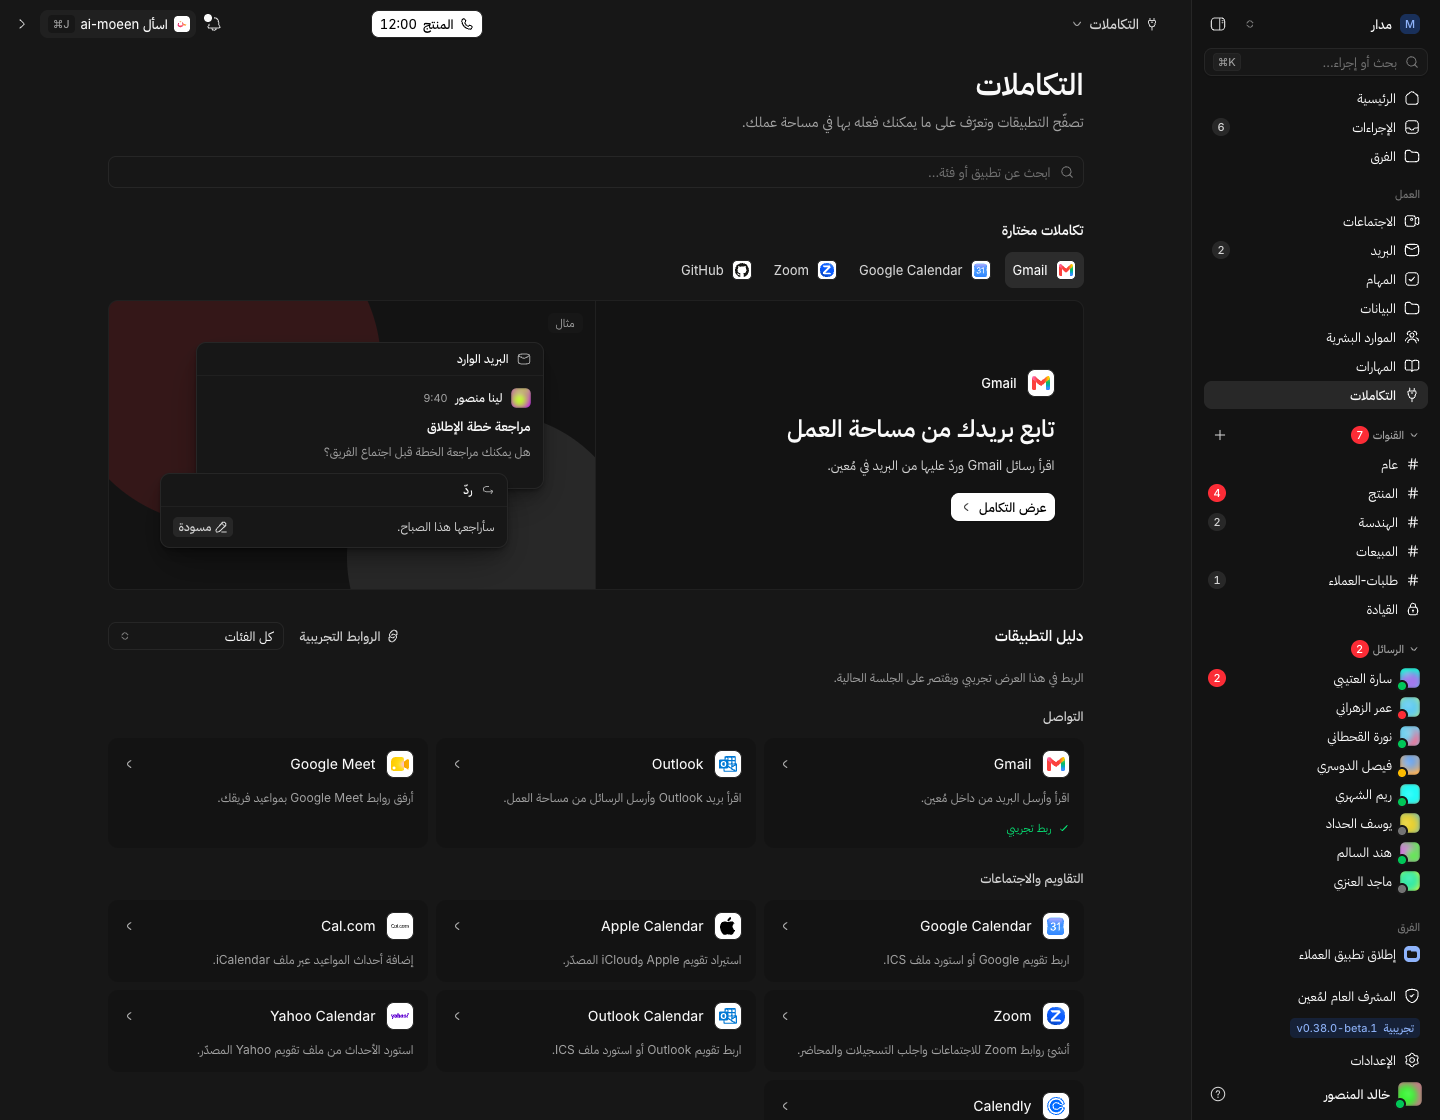 M مدار
بحث أو إجراء... ⌘K
الرئيسية
الإجراءات 6
الفرق
العمل
الاجتماعات
البريد 2
المهام
البيانات
الموارد البشرية
المهارات
التكاملات
القنوات 7
عام
المنتج 4
الهندسة 2
المبيعات
طلبات-العملاء 1
القيادة
الرسائل 2
سارة العتيبي 2
عمر الزهراني
نورة القحطاني
فيصل الدوسري
ريم الشهري
يوسف الحداد
هند السالم
ماجد العنزي
الفرق
إطلاق تطبيق العملاء
المشرف العام لمُعين
تجريبية v0.38.0-beta.1
الإعدادات
خالد المنصور
التكاملات
المنتج 12:00
اسأل ai-moeen ⌘J
التكاملات
تصفّح التطبيقات وتعرّف على ما يمكنك فعله بها في مساحة عملك.
ابحث عن تطبيق أو فئة...
تكاملات مختارة
Gmail
Google Calendar
Zoom
GitHub
Gmail
تابع بريدك من مساحة العمل
اقرأ رسائل Gmail وردّ عليها من البريد في مُعين.
عرض التكامل
مثال
البريد الوارد
لينا منصور 9:40
مراجعة خطة الإطلاق
هل يمكنك مراجعة الخطة قبل اجتماع الفريق؟
ردّ
سأراجعها هذا الصباح.
مسودة
دليل التطبيقات
الروابط التجريبية
كل الفئات
الربط في هذا العرض تجريبي ويقتصر على الجلسة الحالية.
التواصل
Gmail
اقرأ وأرسل البريد من داخل مُعين.
ربط تجريبي
Outlook
اقرأ بريد Outlook وأرسل الرسائل من مساحة العمل.
Google Meet
أرفق روابط Google Meet بمواعيد فريقك.
التقاويم والاجتماعات
Google Calendar
اربط تقويم Google أو استورد ملف ICS.
Apple Calendar
استيراد تقويم Apple وiCloud المصدّر.
Cal.com
إضافة أحداث المواعيد عبر ملف iCalendar.
Zoom
أنشئ روابط Zoom للاجتماعات واجلب التسجيلات والمحاضر.
Outlook Calendar
اربط تقويم Outlook أو استورد ملف ICS.
Yahoo Calendar
استورد الأحداث من ملف تقويم Yahoo المصدّر.
Calendly